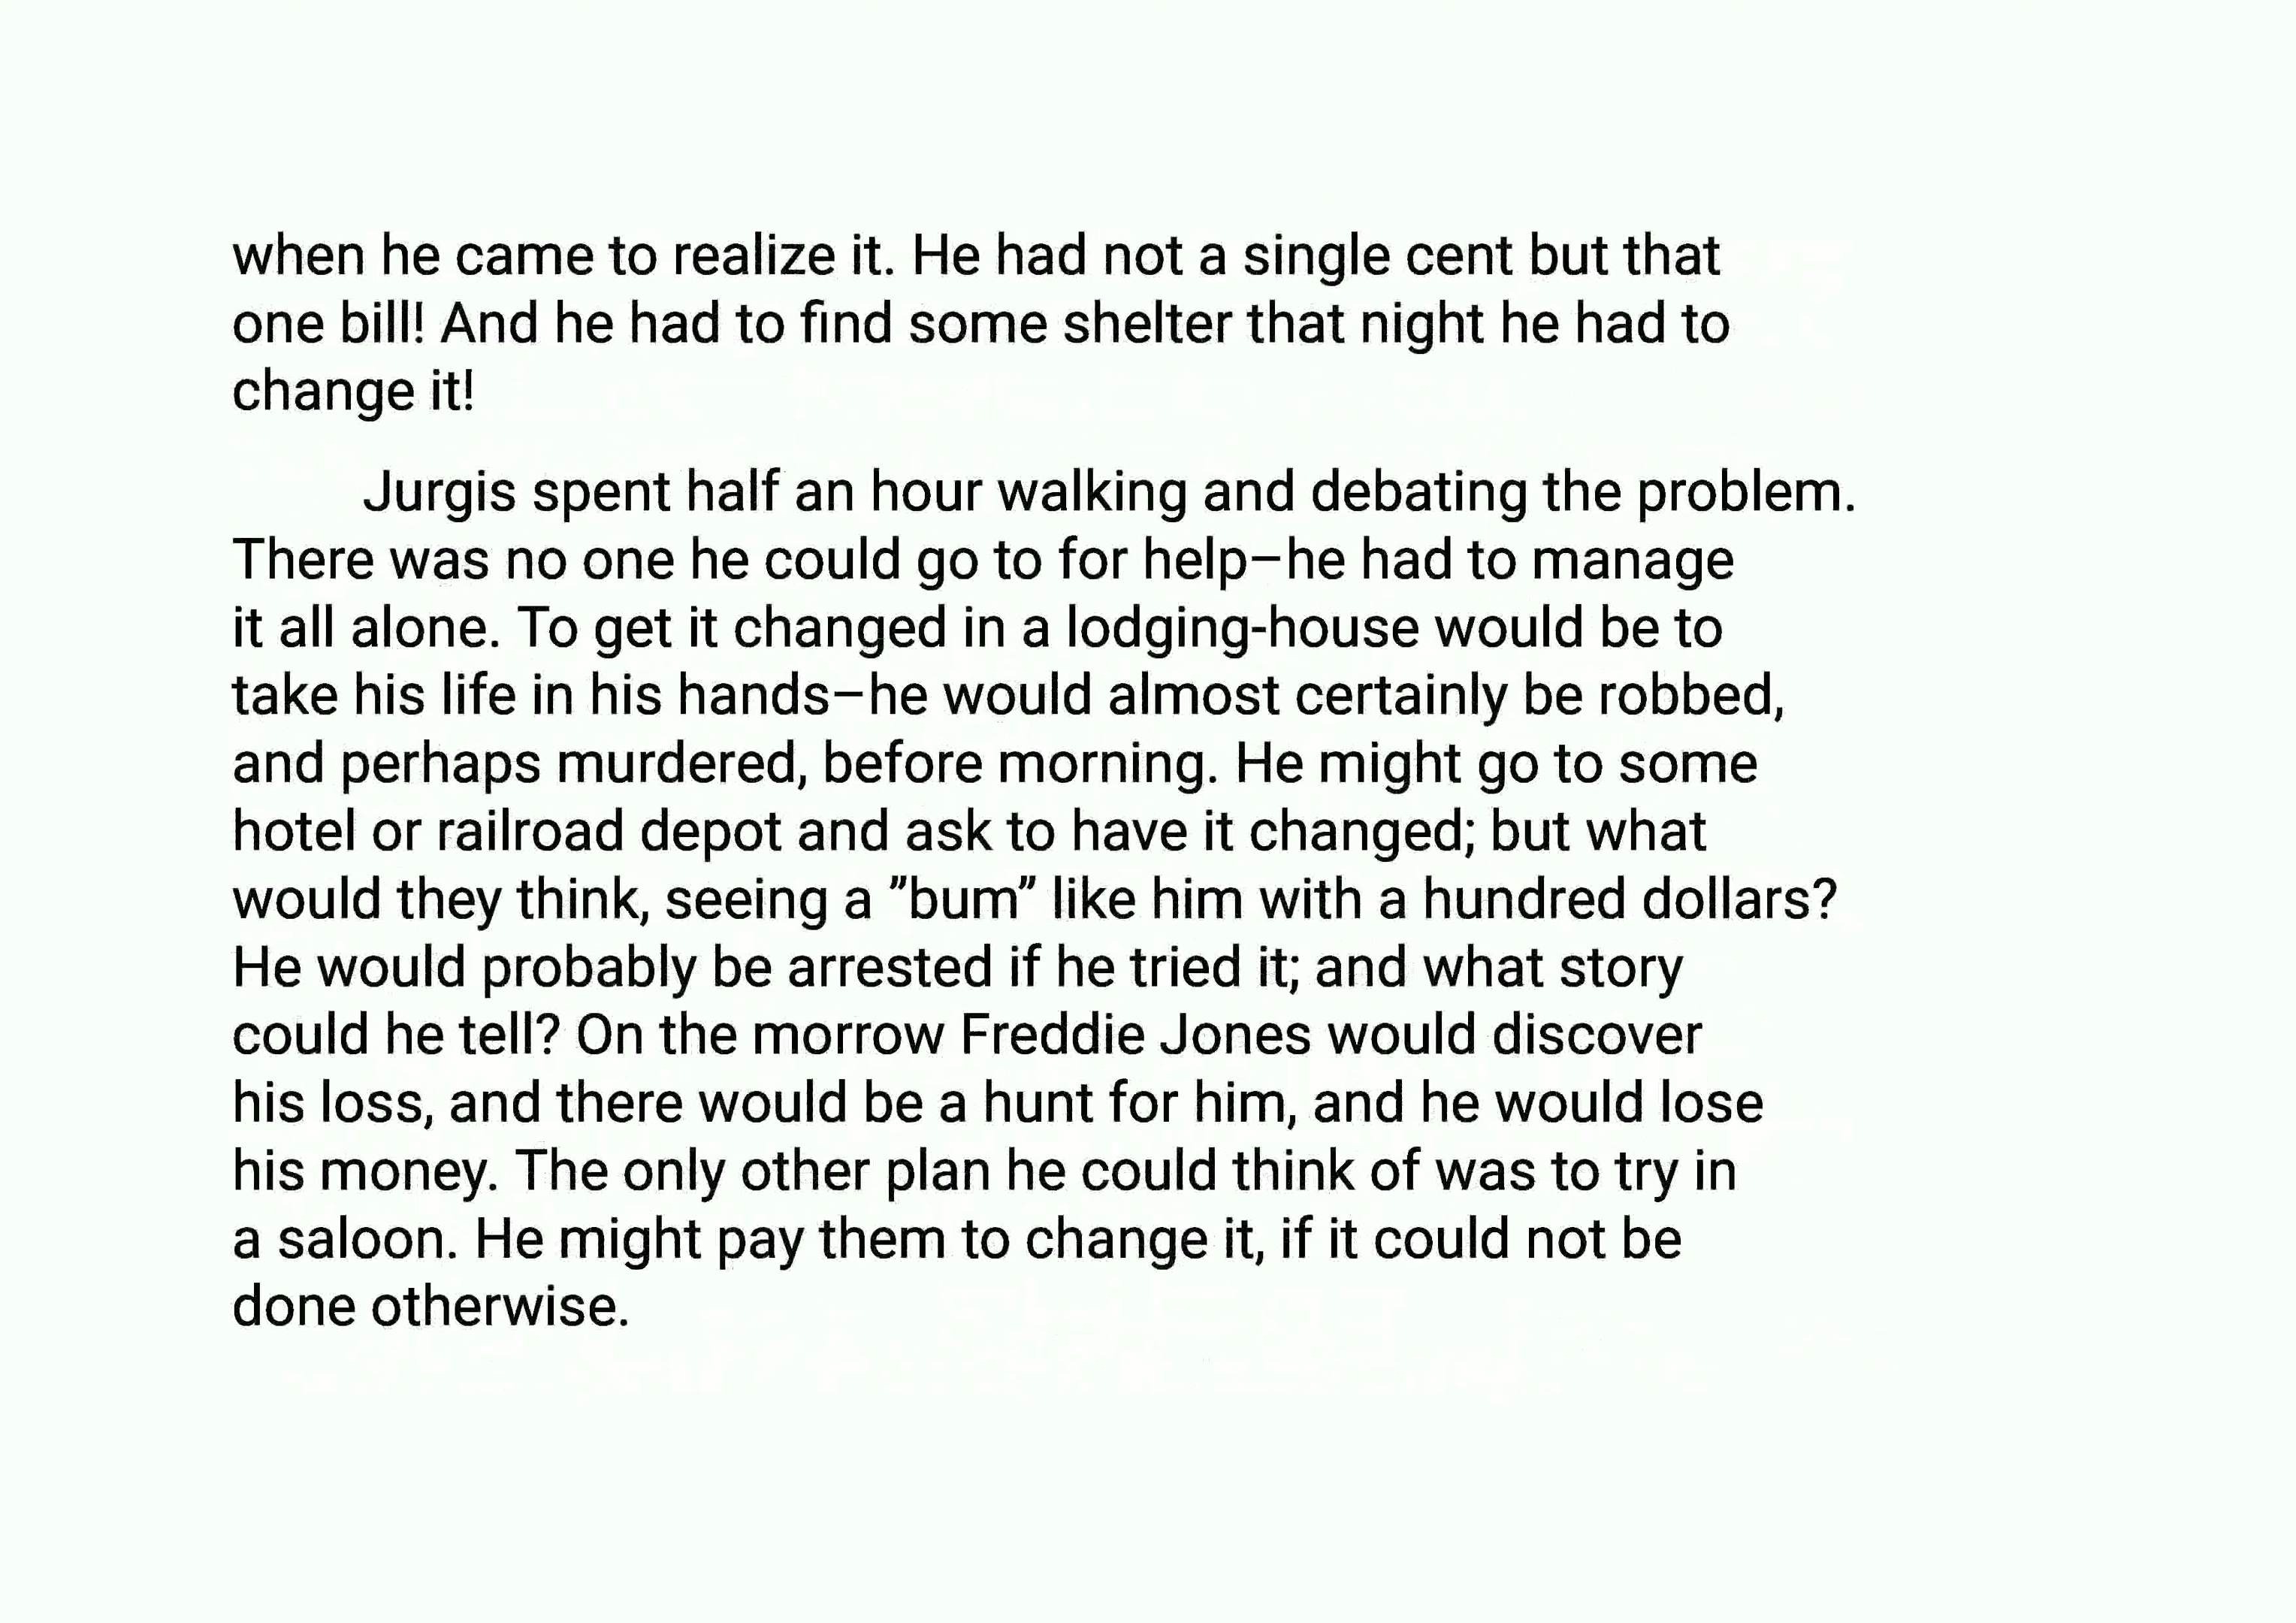 when he came to realize it. He had not a single cent but that
one bill! And he had to find some shelter that night he had to
change it!
Jurgis spent half an hour walking and debating the problem.
There was no one he could go to for help–he had to manage
it all alone. To get it changed in a lodging-house would be to
take his life in his hands–he would almost certainly be robbed,
and perhaps murdered, before morning. He might go to some
hotel or railroad depot and ask to have it changed; but what
would they think, seeing a ”bum” like him with a hundred dollars?
He would probably be arrested if he tried it; and what story
could he tell? On the morrow Freddie Jones would discover
his loss, and there would be a hunt for him, and he would lose
his money. The only other plan he could think of was to try in
a saloon. He might pay them to change it, if it could not be
done otherwise.